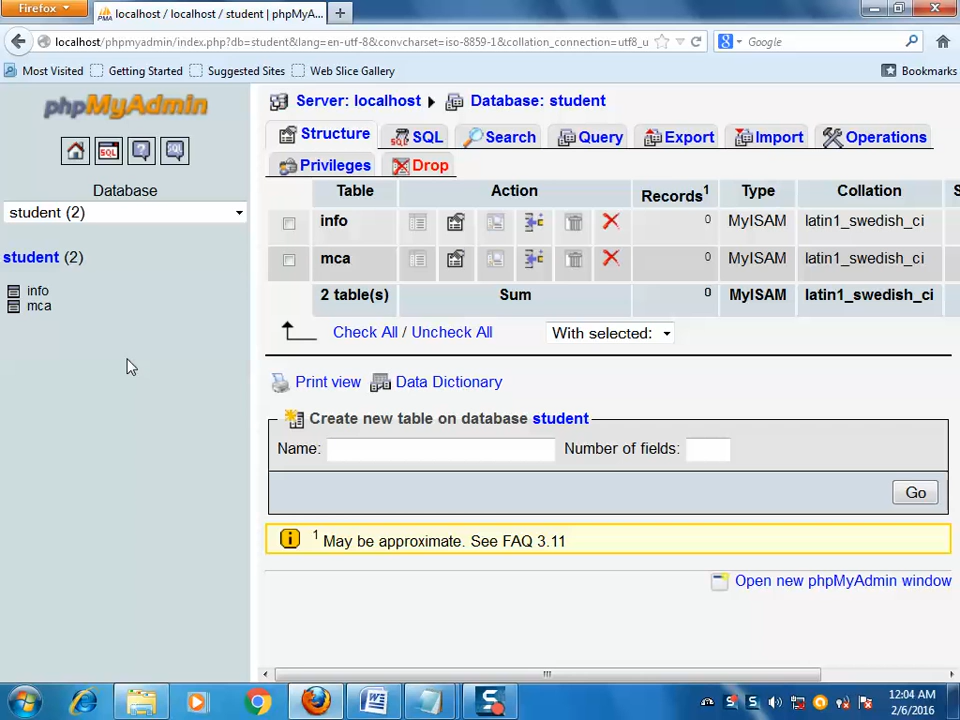 Firefox
localhost / localhost / student | phpMyA...
localhost/phpmyadmin/index.php?db=student&lang=en-utf-8&convcharset=iso-8859-1&collation_connection=utf8_u
Google
Most Visited Getting Started Suggested Sites Web Slice Gallery Bookmarks
phpMyAdmin
SQL
Database
student (2)
student (2)
info
mca
Server: localhost Database: student
Structure SQL Search Query Export Import Operations
Privileges Drop
Table Action Records1 Type Collation S
info 0 MyISAM latin1_swedish_ci
mca 0 MyISAM latin1_swedish_ci
2 table(s) Sum 0 MyISAM latin1_swedish_ci
Check All / Uncheck All With selected:
Print view Data Dictionary
Create new table on database student
Name: Number of fields:
Go
1 May be approximate. See FAQ 3.11
Open new phpMyAdmin window
12:04 AM
2/6/2016